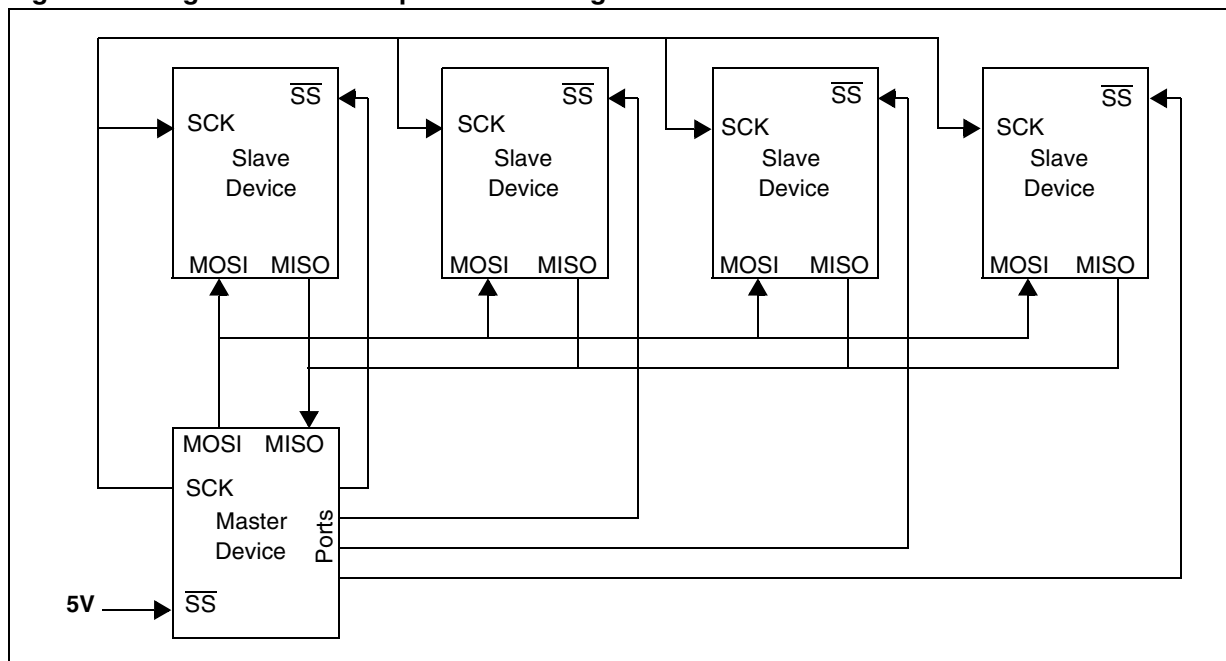 SS SS SS SS
SCK SCK SCK SCK
Slave Slave Slave Slave
Device Device Device Device
MOSI MISO MOSI MISO MOSI MISO MOSI MISO
MOSI MISO
SCK
Master
Device
Ports
5V SS